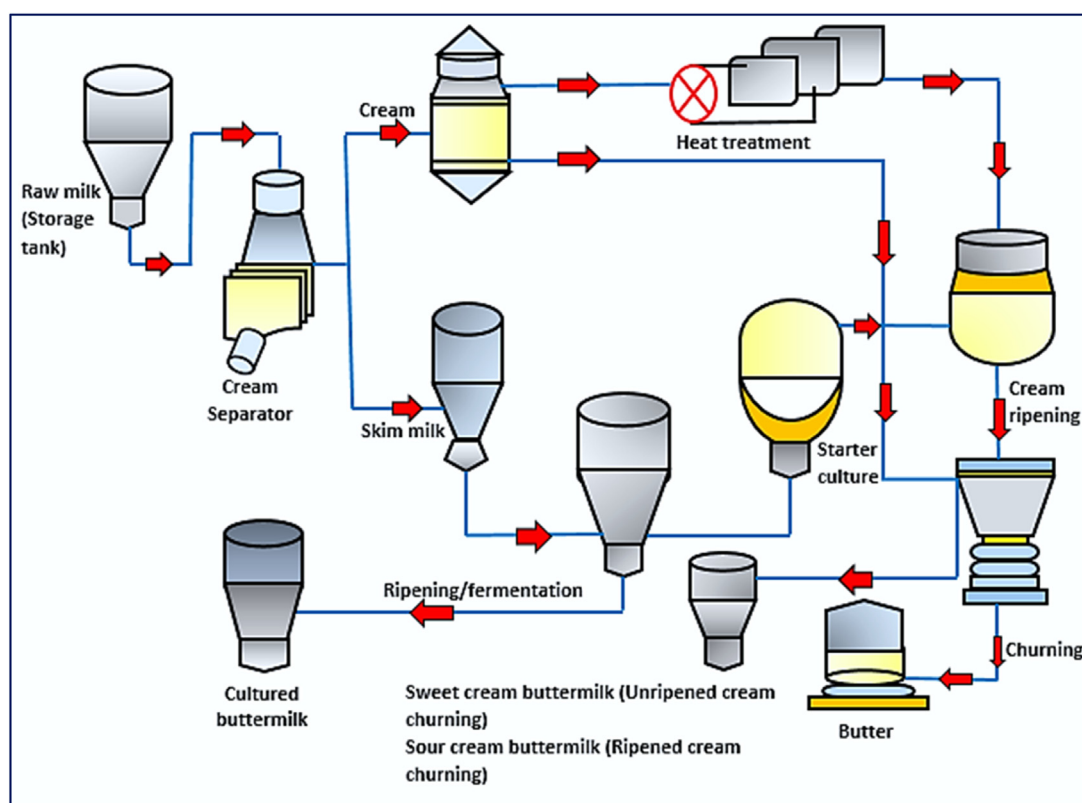 Cream
Heat treatment
Raw milk
(Storage
tank)
Cream
Separator
Skim milk
Starter
culture
Cream
ripening
Ripening/fermentation
Cultured
buttermilk
Sweet cream buttermilk (Unripened cream
churning)
Sour cream buttermilk (Ripened cream
churning)
Churning
Butter